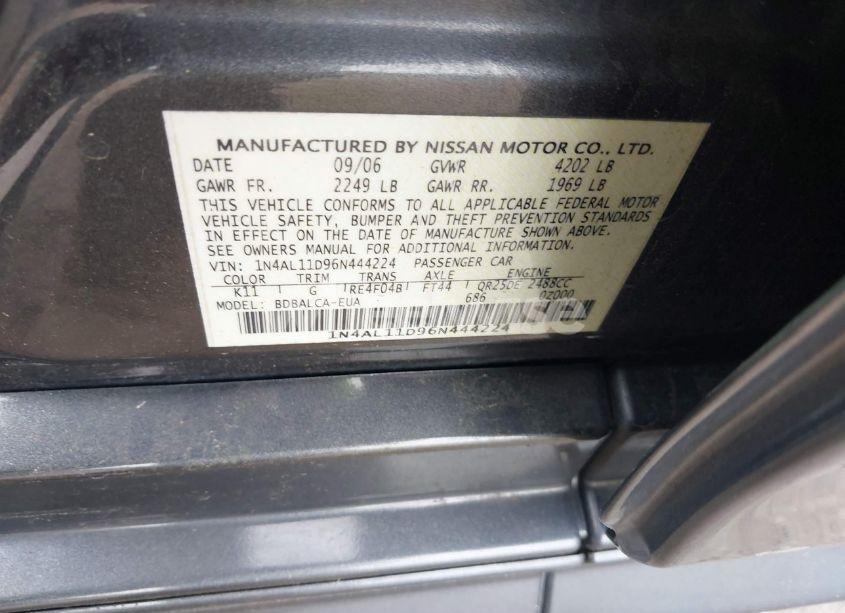 MANUFACTURED BY NISSAN MOTOR CO., LTD.
DATE 09/06 GVWR 4202 LB
GAWR FR. 2249 LB GAWR RR. 1969 LB
THIS VEHICLE CONFORMS TO ALL APPLICABLE FEDERAL MOTOR
VEHICLE SAFETY, BUMPER AND THEFT PREVENTION STANDARDS
IN EFFECT ON THE DATE OF MANUFACTURE SHOWN ABOVE.
SEE OWNERS MANUAL FOR ADDITIONAL INFORMATION.
VIN: 1N4AL11D96N444224 PASSENGER CAR
COLOR TRIM TRANS AXLE ENGINE
K11 G RE4F04B FT44 QR25DE 2488CC
MODEL: BDBALCA-EUA 686 0Z000
1N4AL11D96N444224